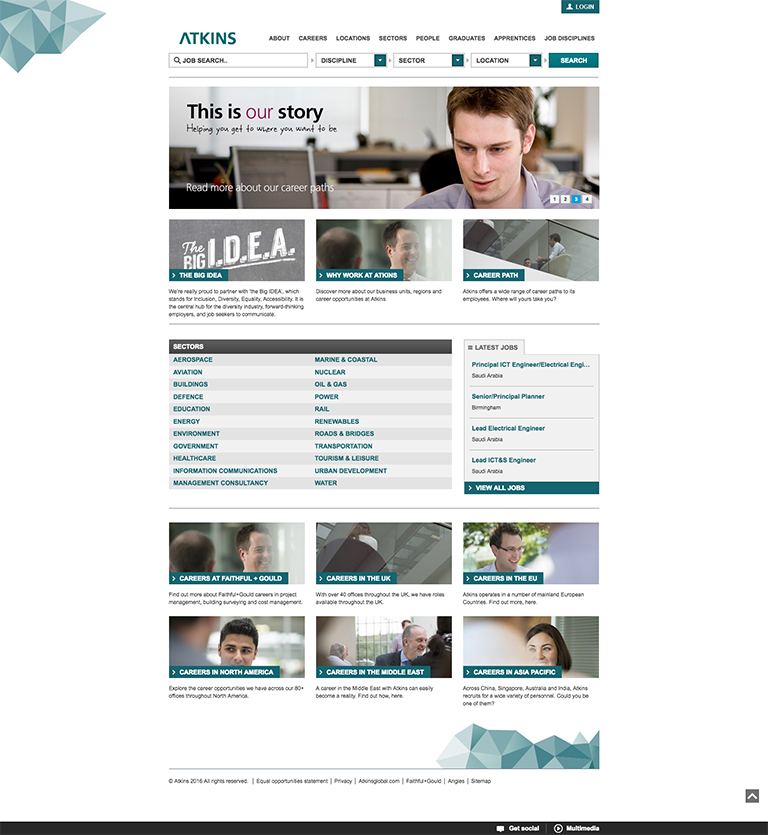 LOGIN
ATKINS
ABOUT CAREERS LOCATIONS SECTORS PEOPLE GRADUATES APPRENTICES JOB DISCIPLINES
JOB SEARCH.. DISCIPLINE SECTOR LOCATION SEARCH
This is our story
Helping you get to where you want to be
Read more about our career paths
1 2 3 4
The BIG I.D.E.A.
THE BIG IDEA
We're really proud to partner with 'the Big IDEA', which
stands for Inclusion, Diversity, Equality, Accessibility. It is
the central hub for the diversity industry, forward-thinking
employers, and job seekers to communicate.
WHY WORK AT ATKINS
Discover more about our business units, regions and
career opportunities at Atkins
CAREER PATH
Atkins offers a wide range of career paths to its
employees. Where will yours take you?
SECTORS
AEROSPACE MARINE & COASTAL
AVIATION NUCLEAR
BUILDINGS OIL & GAS
DEFENCE POWER
EDUCATION RAIL
ENERGY RENEWABLES
ENVIRONMENT ROADS & BRIDGES
GOVERNMENT TRANSPORTATION
HEALTHCARE TOURISM & LEISURE
INFORMATION COMMUNICATIONS URBAN DEVELOPMENT
MANAGEMENT CONSULTANCY WATER
LATEST JOBS
Principal ICT Engineer/Electrical Engi...
Saudi Arabia
Senior/Principal Planner
Birmingham
Lead Electrical Engineer
Saudi Arabia
Lead ICT&S Engineer
Saudi Arabia
VIEW ALL JOBS
CAREERS AT FAITHFUL + GOULD
Find out more about Faithful+Gould careers in project
management, building surveying and cost management.
CAREERS IN THE UK
With over 40 offices throughout the UK, we have roles
available throughout the UK.
CAREERS IN THE EU
Atkins operates in a number of mainland European
Countries. Find out more, here.
CAREERS IN NORTH AMERICA
Explore the career opportunities we have across our 80+
offices throughout North America.
CAREERS IN THE MIDDLE EAST
A career in the Middle East with Atkins can easily
become a reality. Find out how, here.
CAREERS IN ASIA PACIFIC
Across China, Singapore, Australia and India, Atkins
recruits for a wide variety of personnel. Could you be
one of them?
© Atkins 2016 All rights reserved. | Equal opportunities statement | Privacy | Atkinsglobal.com | Faithful+Gould | Angles | Sitemap
Get social Multimedia